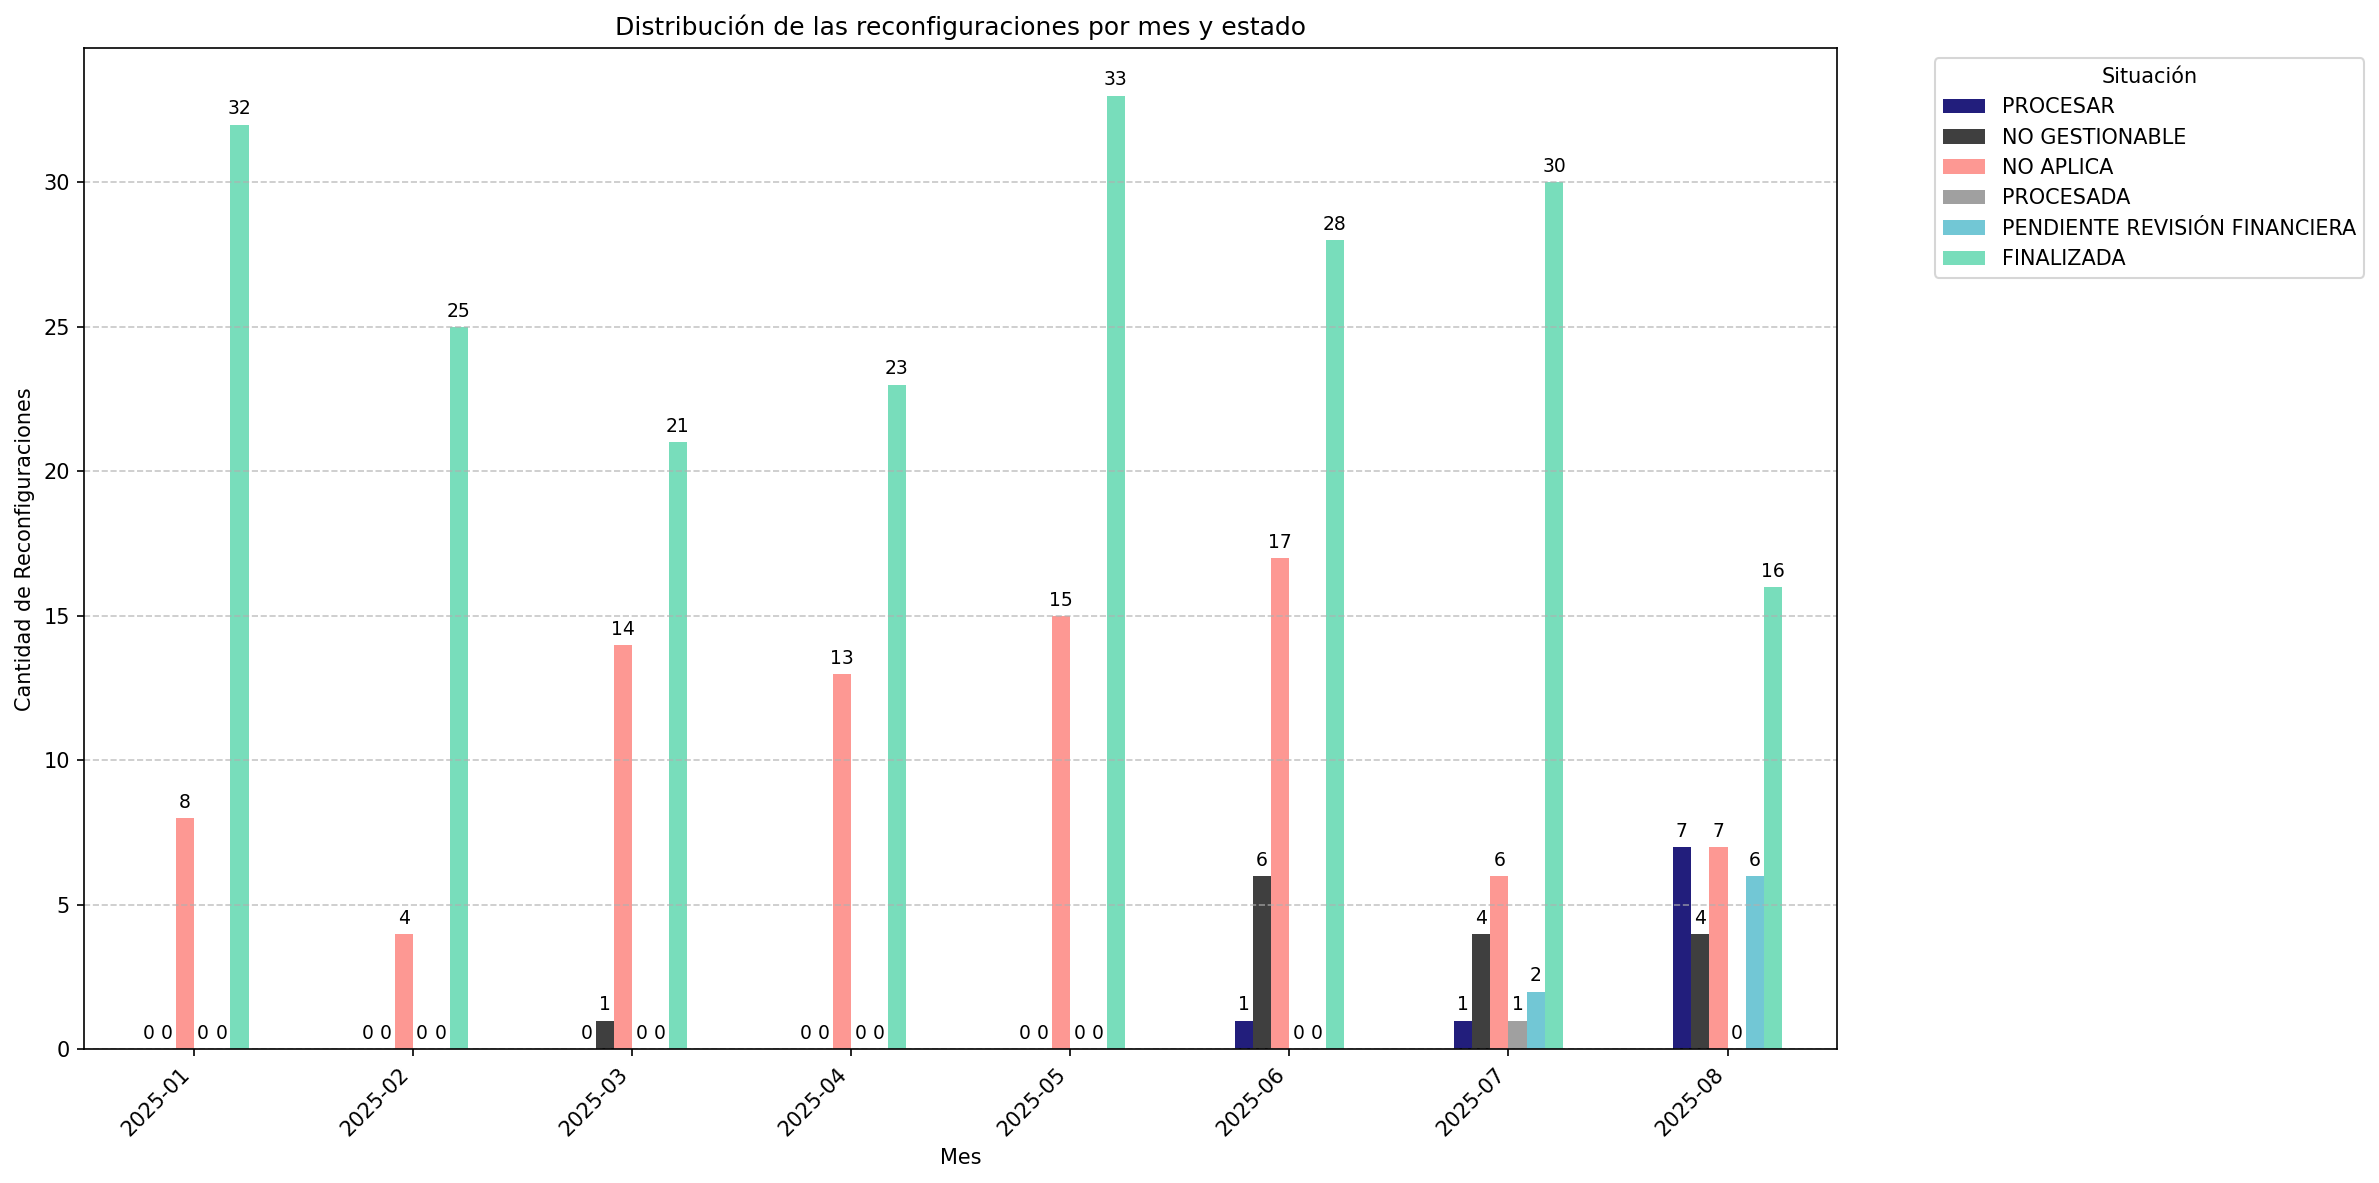 Distribución de las reconfiguraciones por mes y estado
Cantidad de Reconfiguraciones
30
25
20
15
10
5
0
0 0 8 0 0 32
0 0 4 0 0 25
0 1 14 0 0 21
0 0 13 0 0 23
0 0 15 0 0 33
1 6 17 0 0 28
1 4 6 1 2 30
7 4 7 0 6 16
2025-01
2025-02
2025-03
2025-04
2025-05
2025-06
2025-07
2025-08
Mes
Situación
PROCESAR
NO GESTIONABLE
NO APLICA
PROCESADA
PENDIENTE REVISIÓN FINANCIERA
FINALIZADA